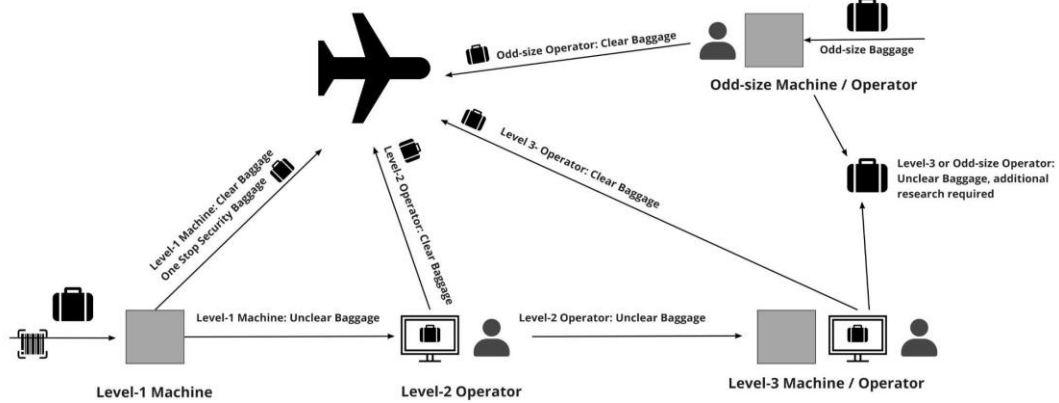 Odd-size Operator: Clear Baggage
Odd-size Baggage
Odd-size Machine / Operator
Level 3- Operator: Clear Baggage
Level-3 or Odd-size Operator:
Unclear Baggage, additional
research required
Level-1 Machine: Clear Baggage
One Stop Security Baggage
Level-2 Operator: Clear Baggage
Level-1 Machine: Unclear Baggage
Level-2 Operator: Unclear Baggage
Level-1 Machine
Level-2 Operator
Level-3 Machine / Operator